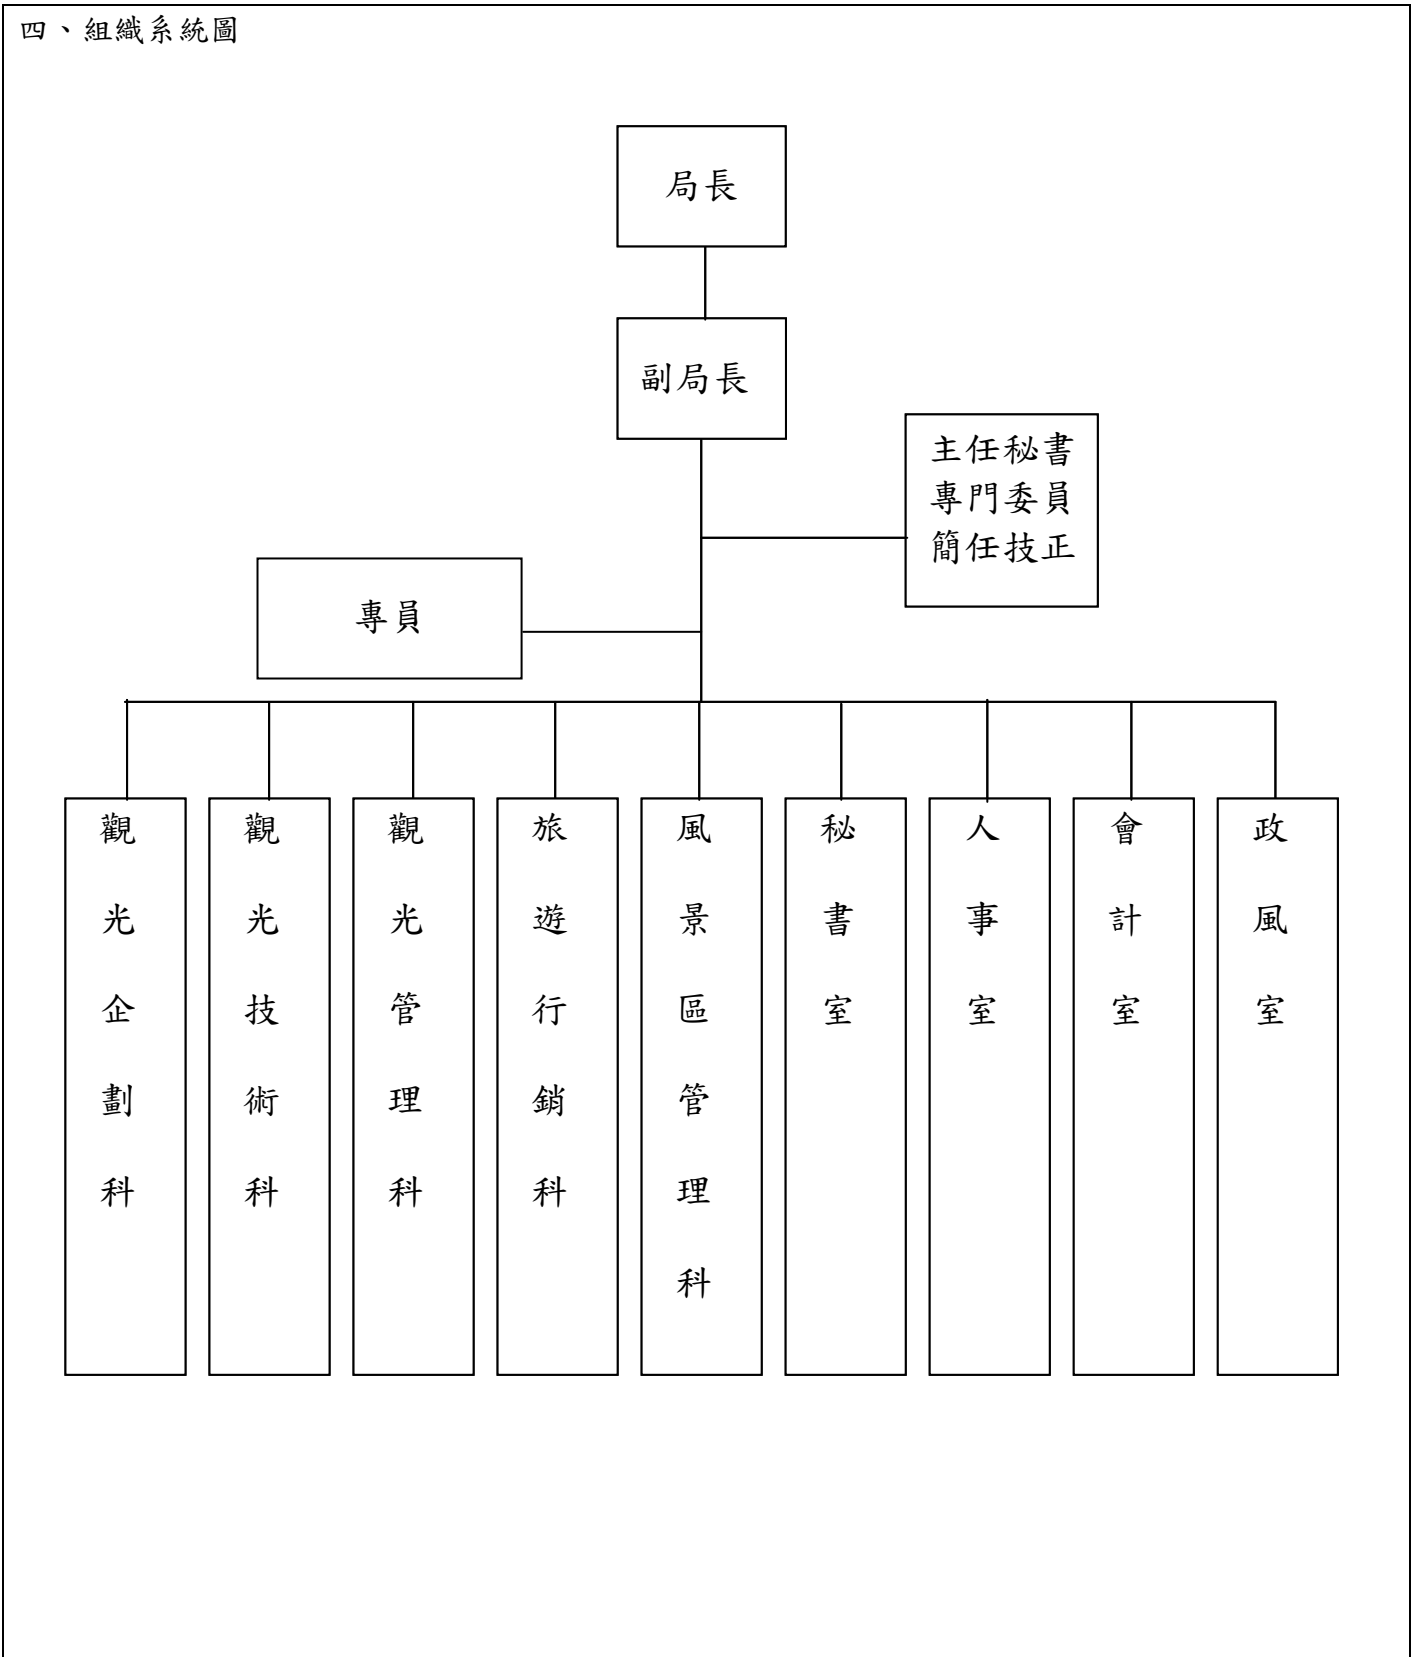 四、組織系統圖
局長
副局長
主任秘書
專門委員
簡任技正
專員
觀光企劃科
觀光技術科
觀光管理科
旅遊行銷科
風景區管理科
秘書室
人事室
會計室
政風室